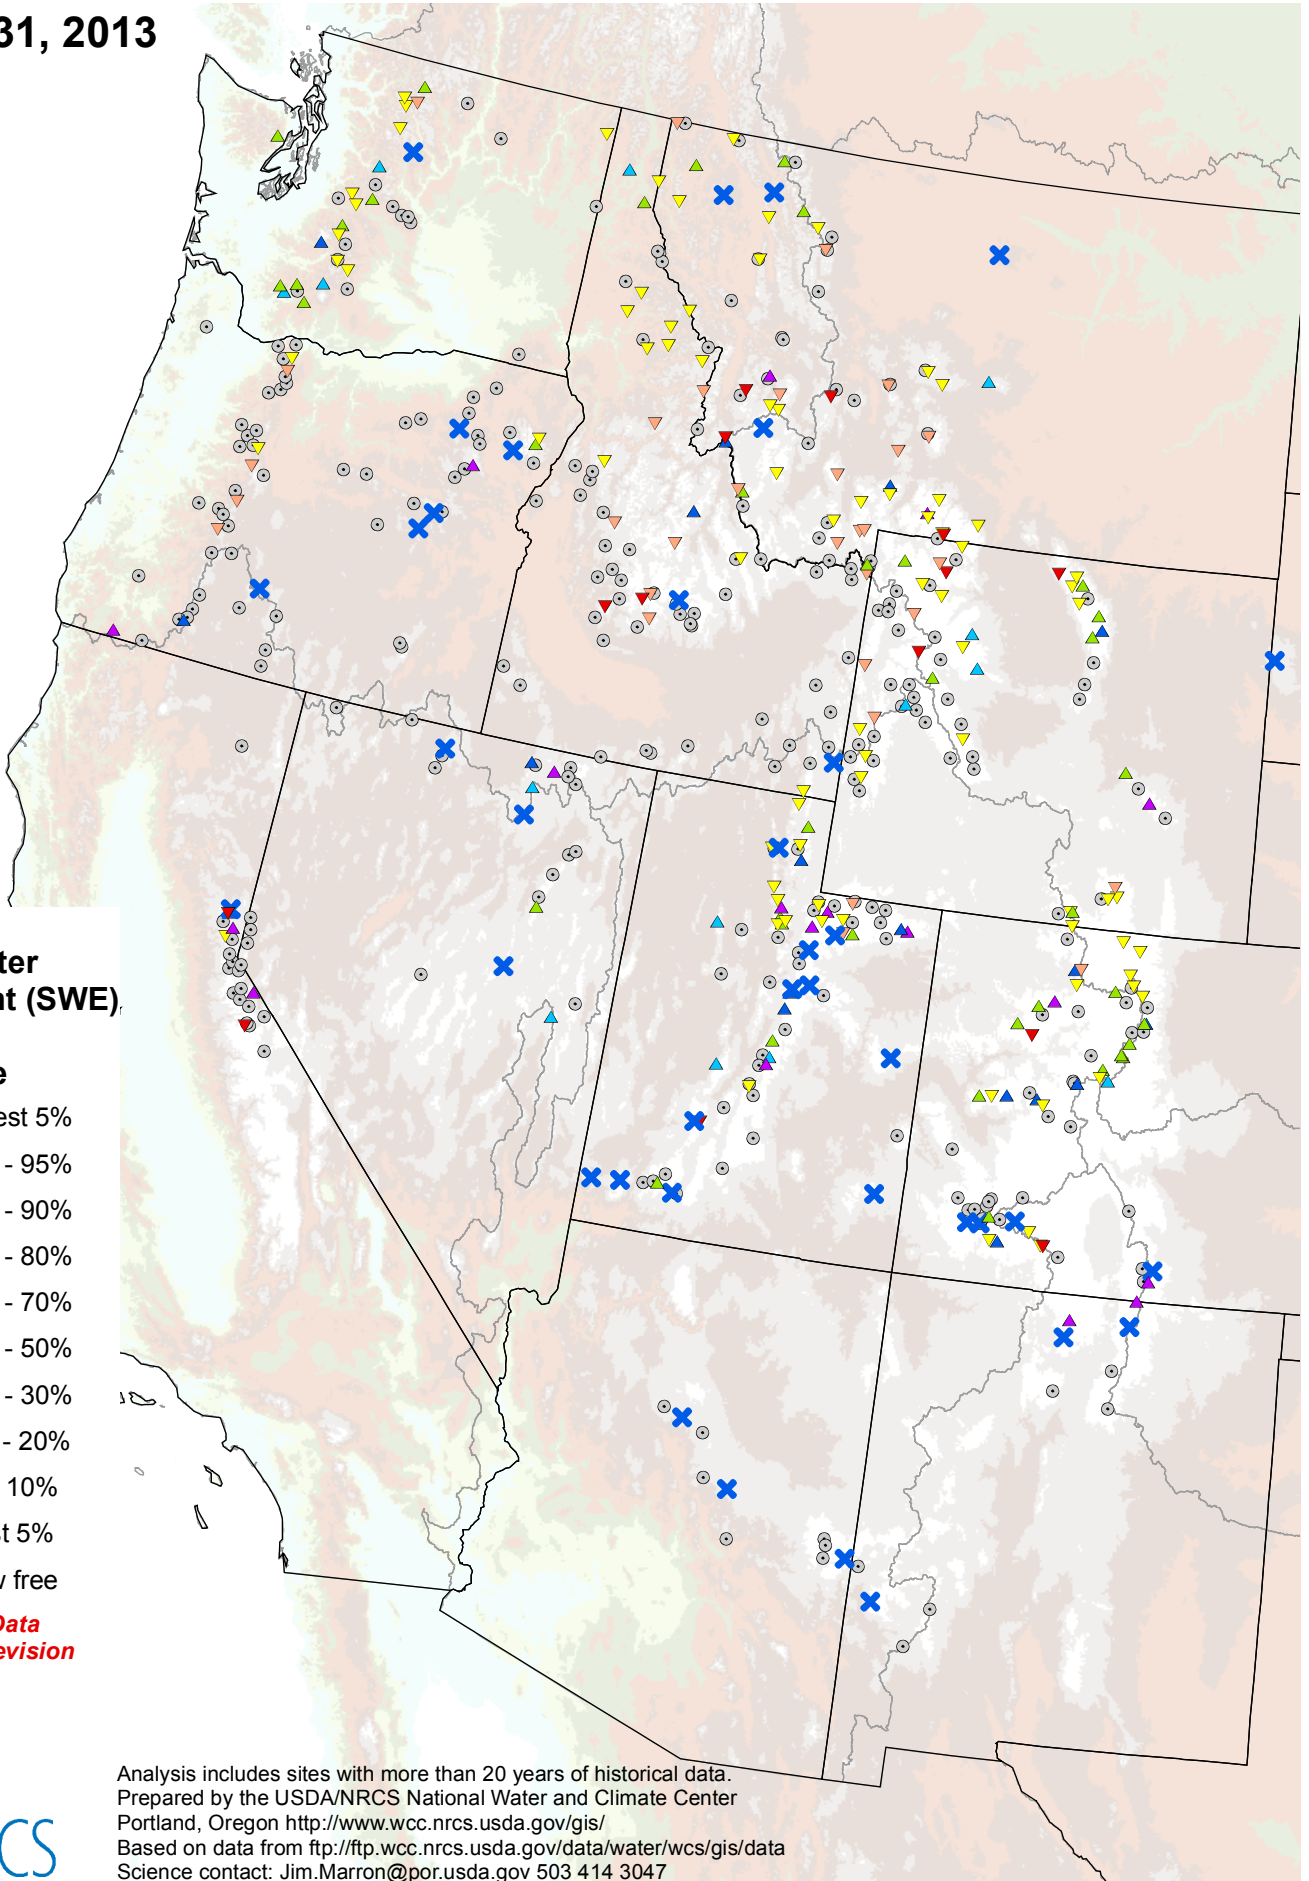 31, 2013
ter
nt (SWE)
e
est 5%
- 95%
- 90%
- 80%
- 70%
- 50%
- 30%
- 20%
10%
st 5%
w free
Data
evision
Analysis includes sites with more than 20 years of historical data.
Prepared by the USDA/NRCS National Water and Climate Center
Portland, Oregon http://www.wcc.nrcs.usda.gov/gis/
Based on data from ftp://ftp.wcc.nrcs.usda.gov/data/water/wcs/gis/data
Science contact: Jim.Marron@por.usda.gov 503 414 3047
CS